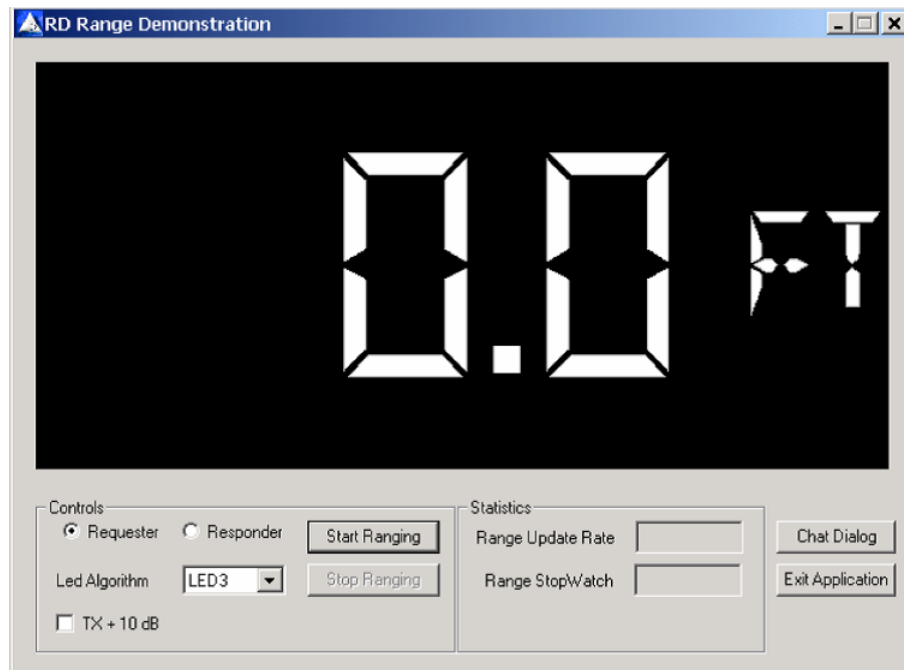 RD Range Demonstration
0.0 FT
Controls
Requester Responder Start Ranging
Led Algorithm LED3 Stop Ranging
TX + 10 dB
Statistics
Range Update Rate
Range StopWatch
Chat Dialog
Exit Application